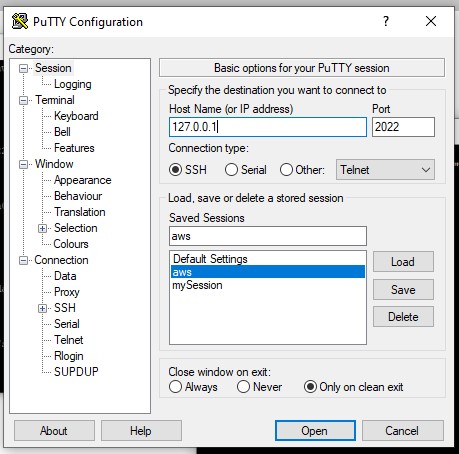 PuTTY Configuration
Category:
Session
Logging
Terminal
Keyboard
Bell
Features
Window
Appearance
Behaviour
Translation
Selection
Colours
Connection
Data
Proxy
SSH
Serial
Telnet
Rlogin
SUPDUP
Basic options for your PuTTY session
Specify the destination you want to connect to
Host Name (or IP address) Port
127.0.0.1 2022
Connection type:
SSH Serial Other: Telnet
Load, save or delete a stored session
Saved Sessions
aws
Default Settings
aws
mySession
Load
Save
Delete
Close window on exit:
Always Never Only on clean exit
About Help Open Cancel